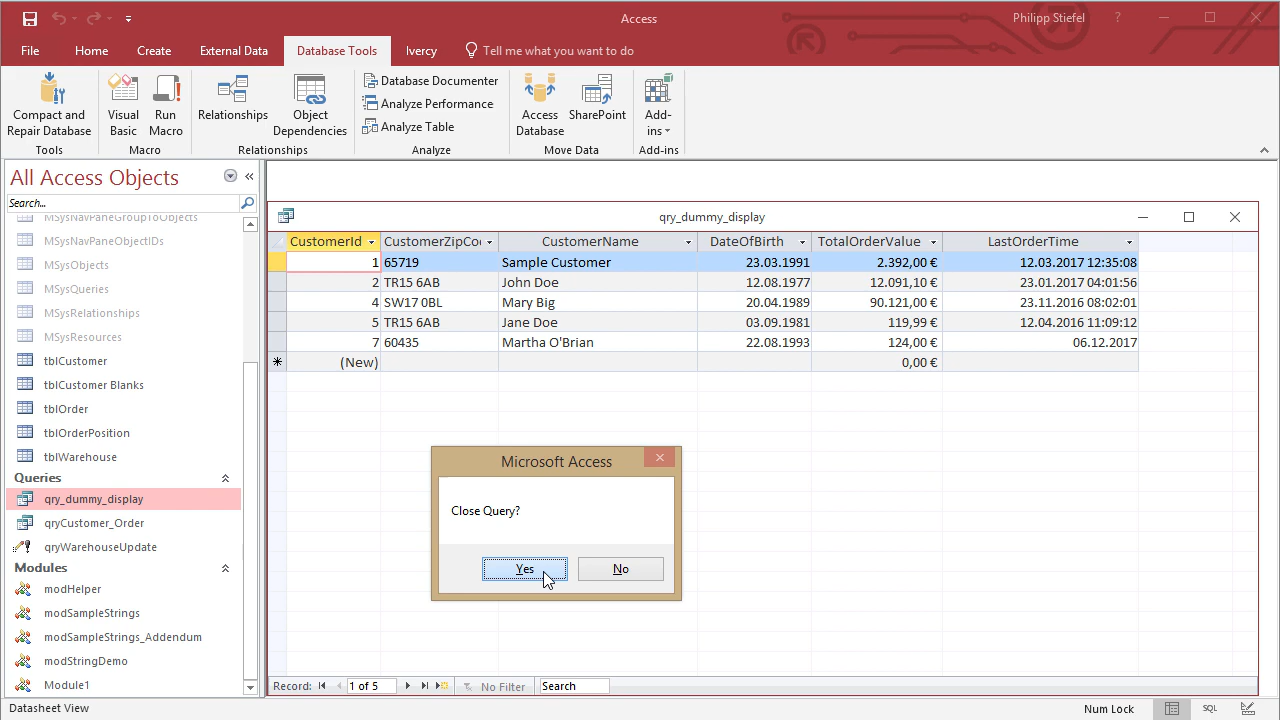 Access
Philipp Stiefel
?
File
Home
Create
External Data
Database Tools
Ivercy
Tell me what you want to do
Compact and
Repair Database
Tools
Visual
Basic
Run
Macro
Macro
Relationships
Object
Dependencies
Relationships
Database Documenter
Analyze Performance
Analyze Table
Analyze
Access
Database
SharePoint
Move Data
Add-
ins
Add-ins
All Access Objects
Search...
MSysNavPaneGroupToObjects
MSysNavPaneObjectIDs
MSysObjects
MSysQueries
MSysRelationships
MSysResources
tblCustomer
tblCustomer Blanks
tblOrder
tblOrderPosition
tblWarehouse
Queries
qry_dummy_display
qryCustomer_Order
qryWarehouseUpdate
Modules
modHelper
modSampleStrings
modSampleStrings_Addendum
modStringDemo
Module1
qry_dummy_display
CustomerId CustomerZipCo CustomerName DateOfBirth TotalOrderValue LastOrderTime
1 65719 Sample Customer 23.03.1991 2.392,00 € 12.03.2017 12:35:08
2 TR15 6AB John Doe 12.08.1977 12.091,10 € 23.01.2017 04:01:56
4 SW17 0BL Mary Big 20.04.1989 90.121,00 € 23.11.2016 08:02:01
5 TR15 6AB Jane Doe 03.09.1981 119,99 € 12.04.2016 11:09:12
7 60435 Martha O'Brian 22.08.1993 124,00 € 06.12.2017
(New) 0,00 €
Microsoft Access
Close Query?
Yes
No
Record: 1 of 5 No Filter Search
Datasheet View
Num Lock
SQL